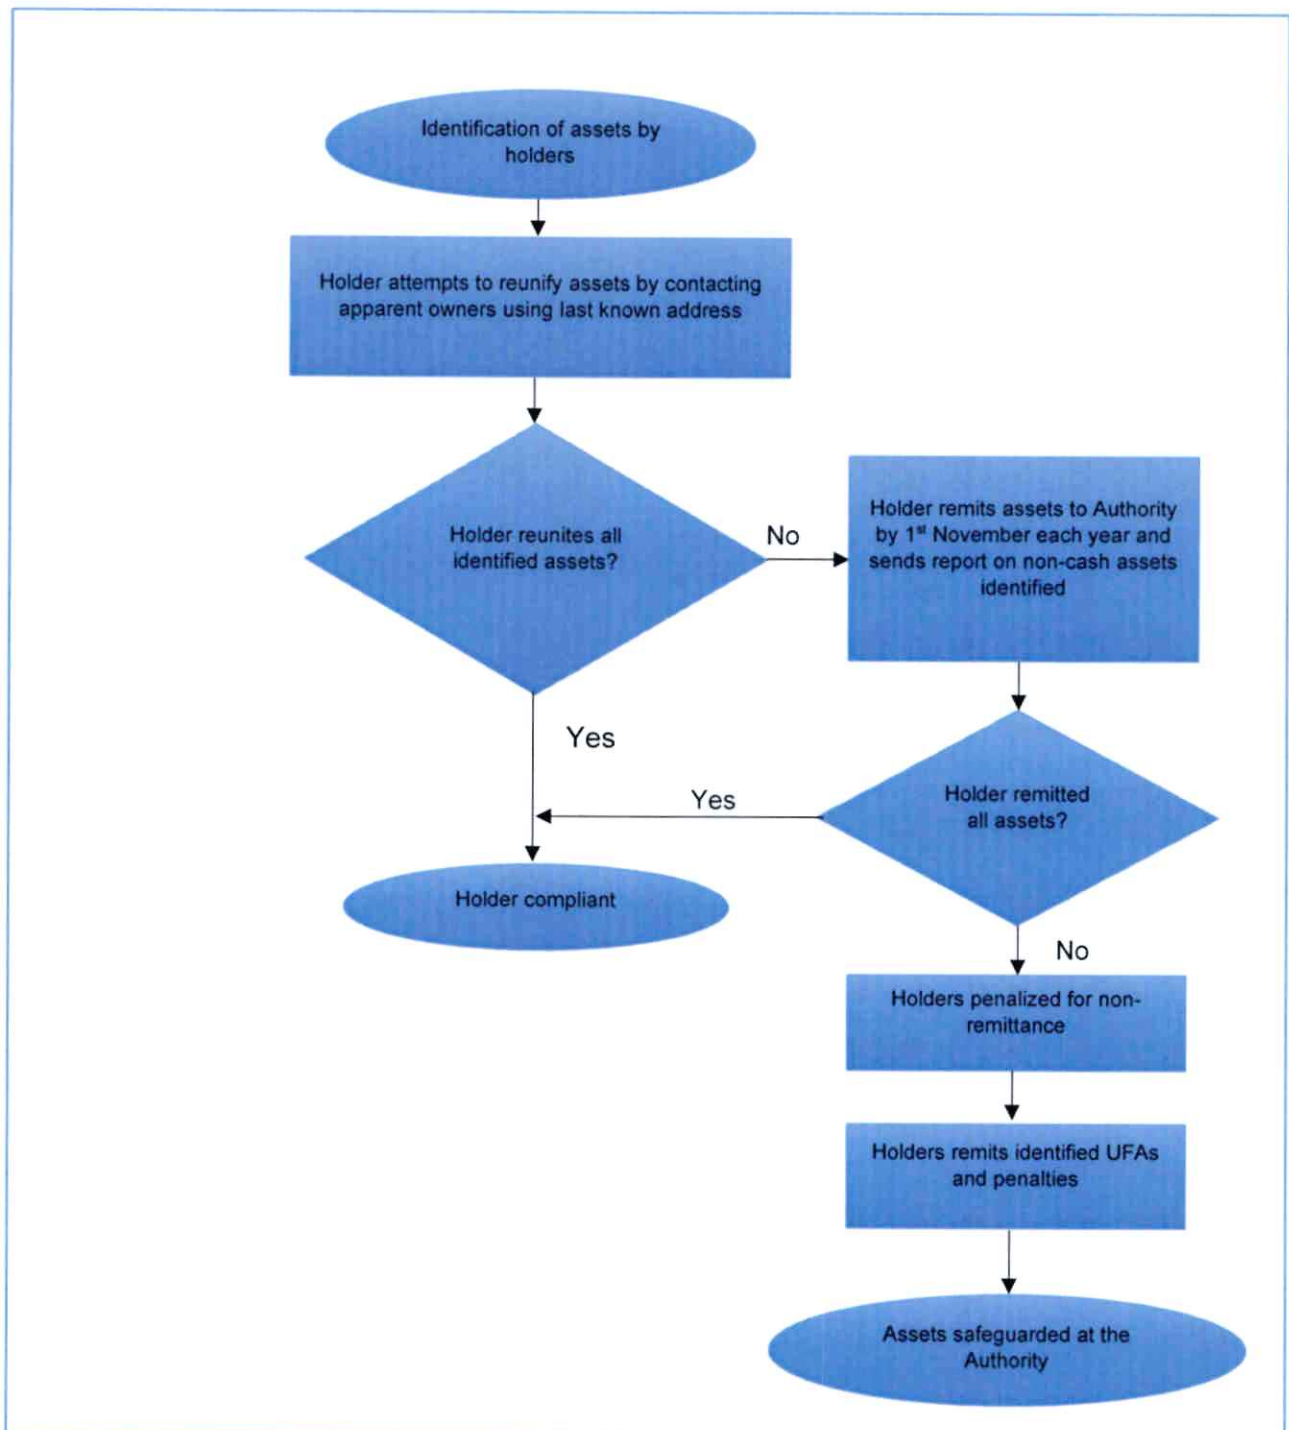 Identification of assets by
holders
Holder attempts to reunify assets by contacting
apparent owners using last known address
Holder reunites all
identified assets?
No
Holder remits assets to Authority
by 1st November each year and
sends report on non-cash assets
identified
Yes
Yes
Holder remitted
all assets?
Holder compliant
No
Holders penalized for non-
remittance
Holders remits identified UFAs
and penalties
Assets safeguarded at the
Authority